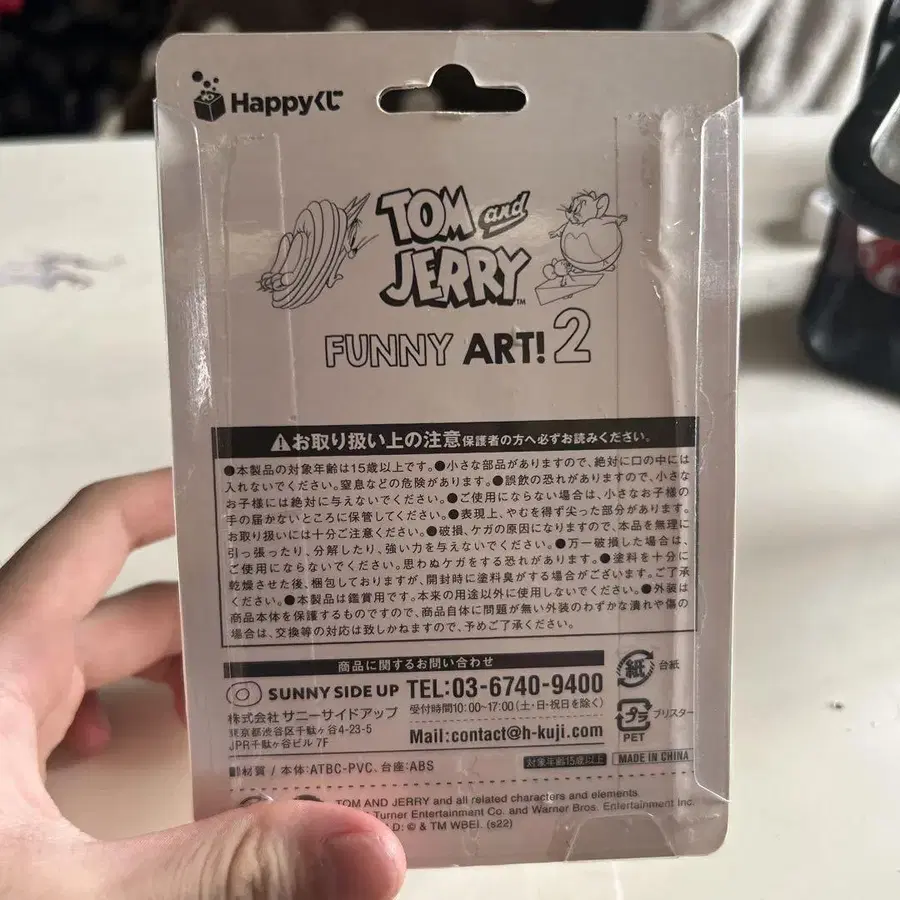 Happyくじ
TOM and
JERRY™
FUNNY ART! 2
お取り扱い上の注意 保護者の方へ必ずお読みください。
●本製品の対象年齢は15歳以上です。●小さな部品がありますので、絶対に口の中には
入れないでください。窒息などの危険があります。●誤飲の恐れがありますので、小さな
お子様には絶対に与えないでください。●ご使用にならない場合は、小さなお子様の
手の届かないところに保管してください。●表現上、やむを得ず尖った部分があります。
お取り扱いには十分ご注意ください。●破損、ケガの原因になりますので、本品を無理に
引っ張ったり、分解したり、強い力を与えないでください。●万一破損した場合は、
ご使用にならないでください。思わぬケガをする恐れがあります。●塗料を十分に
乾燥させた後、梱包しておりますが、開封時に塗料臭がする場合がございます。ご了承
ください。●本製品は鑑賞用です。本来の用途以外に使用しないでください。●外装は
商品本体を保護するものですので、商品自体に問題が無い外装のわずかな潰れや傷の
場合は、交換等の対応は致しかねますので、予めご了承ください。
商品に関するお問い合わせ
SUNNY SIDE UP
株式会社 サニーサイドアップ
東京都渋谷区千駄ヶ谷4-23-5
JPR千駄ヶ谷ビル 7F
TEL:03-6740-9400
受付時間10:00~17:00 (土・日・祝日を除く)
Mail:contact@h-kuji.com
紙 台紙
プラ ブリスター
PET
■材質/本体:ATBC-PVC、台座:ABS
対象年齢15歳以上
MADE IN CHINA
TOM AND JERRY and all related characters and elements
Turner Entertainment Co. and Warner Bros. Entertainment Inc.
D: © & TM WBEI. (s22)